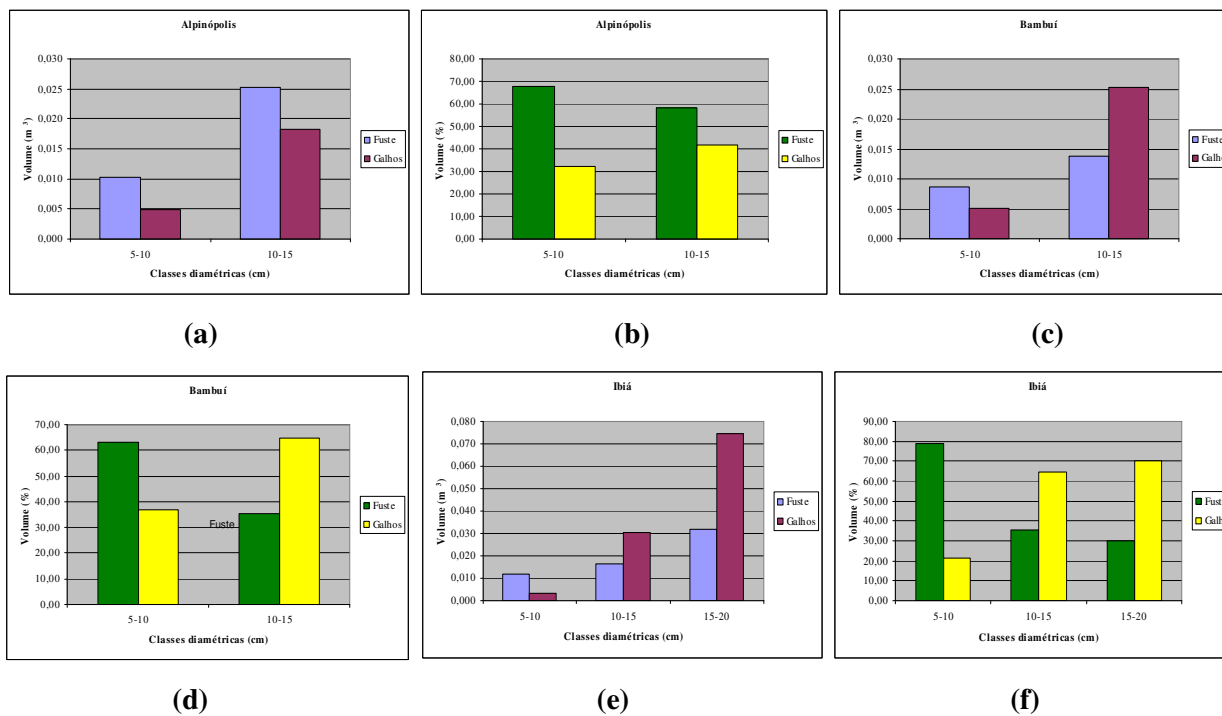 Alpinópolis
0,030
0,025
0,020
0,015
0,010
0,005
0,000
Volume (m ³)
5-10 10-15
Classes diamétricas (cm)
Fuste
Galhos
(a)
Alpinópolis
80,00
70,00
60,00
50,00
40,00
30,00
20,00
10,00
0,00
Volume (%)
5-10 10-15
Classes diamétricas (cm)
Fuste
Galhos
(b)
Bambuí
0,030
0,025
0,020
0,015
0,010
0,005
0,000
Volume (m ³)
5-10 10-15
Classes diamétricas (cm)
Fuste
Galho
(c)
Bambuí
70,00
60,00
50,00
40,00
30,00
20,00
10,00
0,00
Volume (%)
Fuste
5-10 10-15
Classes diamétricas (cm)
Fuste
Galhos
(d)
Ibiá
0,080
0,070
0,060
0,050
0,040
0,030
0,020
0,010
0,000
Volume (m ³)
5-10 10-15 15-20
Classes diamétricas (cm)
Fuste
Galhos
(e)
Ibiá
90,00
80,00
70,00
60,00
50,00
40,00
30,00
20,00
10,00
0,00
Volume (%)
5-10 10-15 15-20
Classes diamétricas (cm)
Fust
Galh
(f)